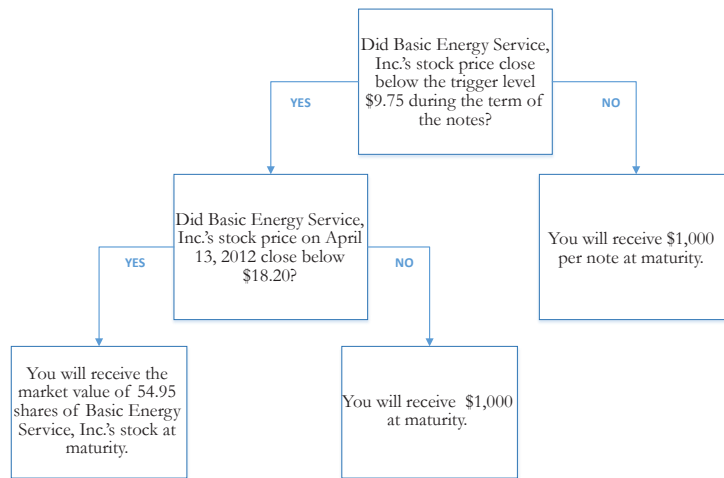 Did Basic Energy Service,
Inc.'s stock price close
below the trigger level
$9.75 during the term of
the notes?
YES
NO
Did Basic Energy Service,
Inc.'s stock price on April
13, 2012 close below
$18.20?
You will receive $1,000
per note at maturity.
YES
NO
You will receive the
market value of 54.95
shares of Basic Energy
Service, Inc.'s stock at
maturity.
You will receive $1,000
at maturity.